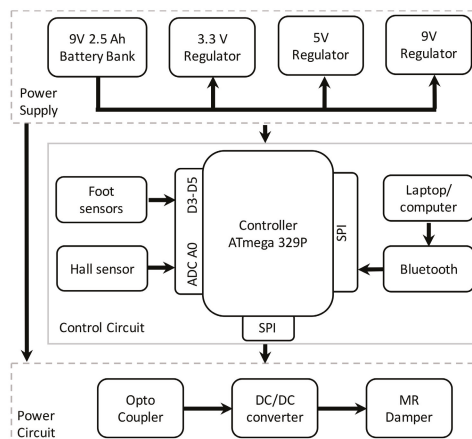 9V 2.5 Ah
Battery Bank
3.3 V
Regulator
5V
Regulator
9V
Regulator
Power
Supply
Foot
sensors
D3-D5
Hall sensor
ADC A0
Controller
ATmega 329P
SPI
Laptop/
computer
Bluetooth
SPI
Control Circuit
Opto
Coupler
DC/DC
converter
MR
Damper
Power
Circuit